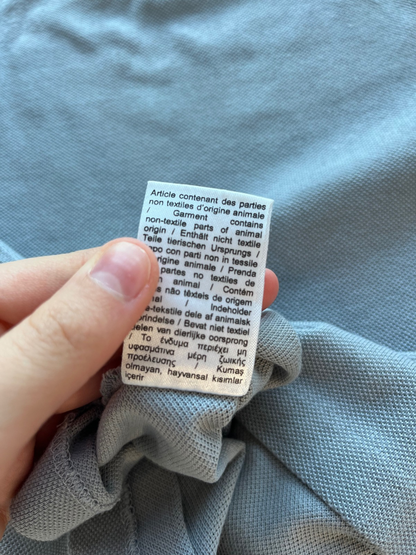 Article contenant des parties
non textiles d'origine animale
/ Garment contains
non-textile parts of animal
origin / Enthält nicht textile
Teile tierischen Ursprungs /
po con parti non in tessile
rigine animale / Prenda
partes no textiles de
n animal / Contém
e não têxteis de origem
nal / Indeholder
e-tekstile dele af animalsk
rindelse / Bevat niet textiel
delen van dierlijke oorsprong
/ Το ένδυμα περιέχει μη
υφασμάτινα μέρη ζωικής
προέλευσης Kumaş
olmayan, hayvansal kısımlar
içerir